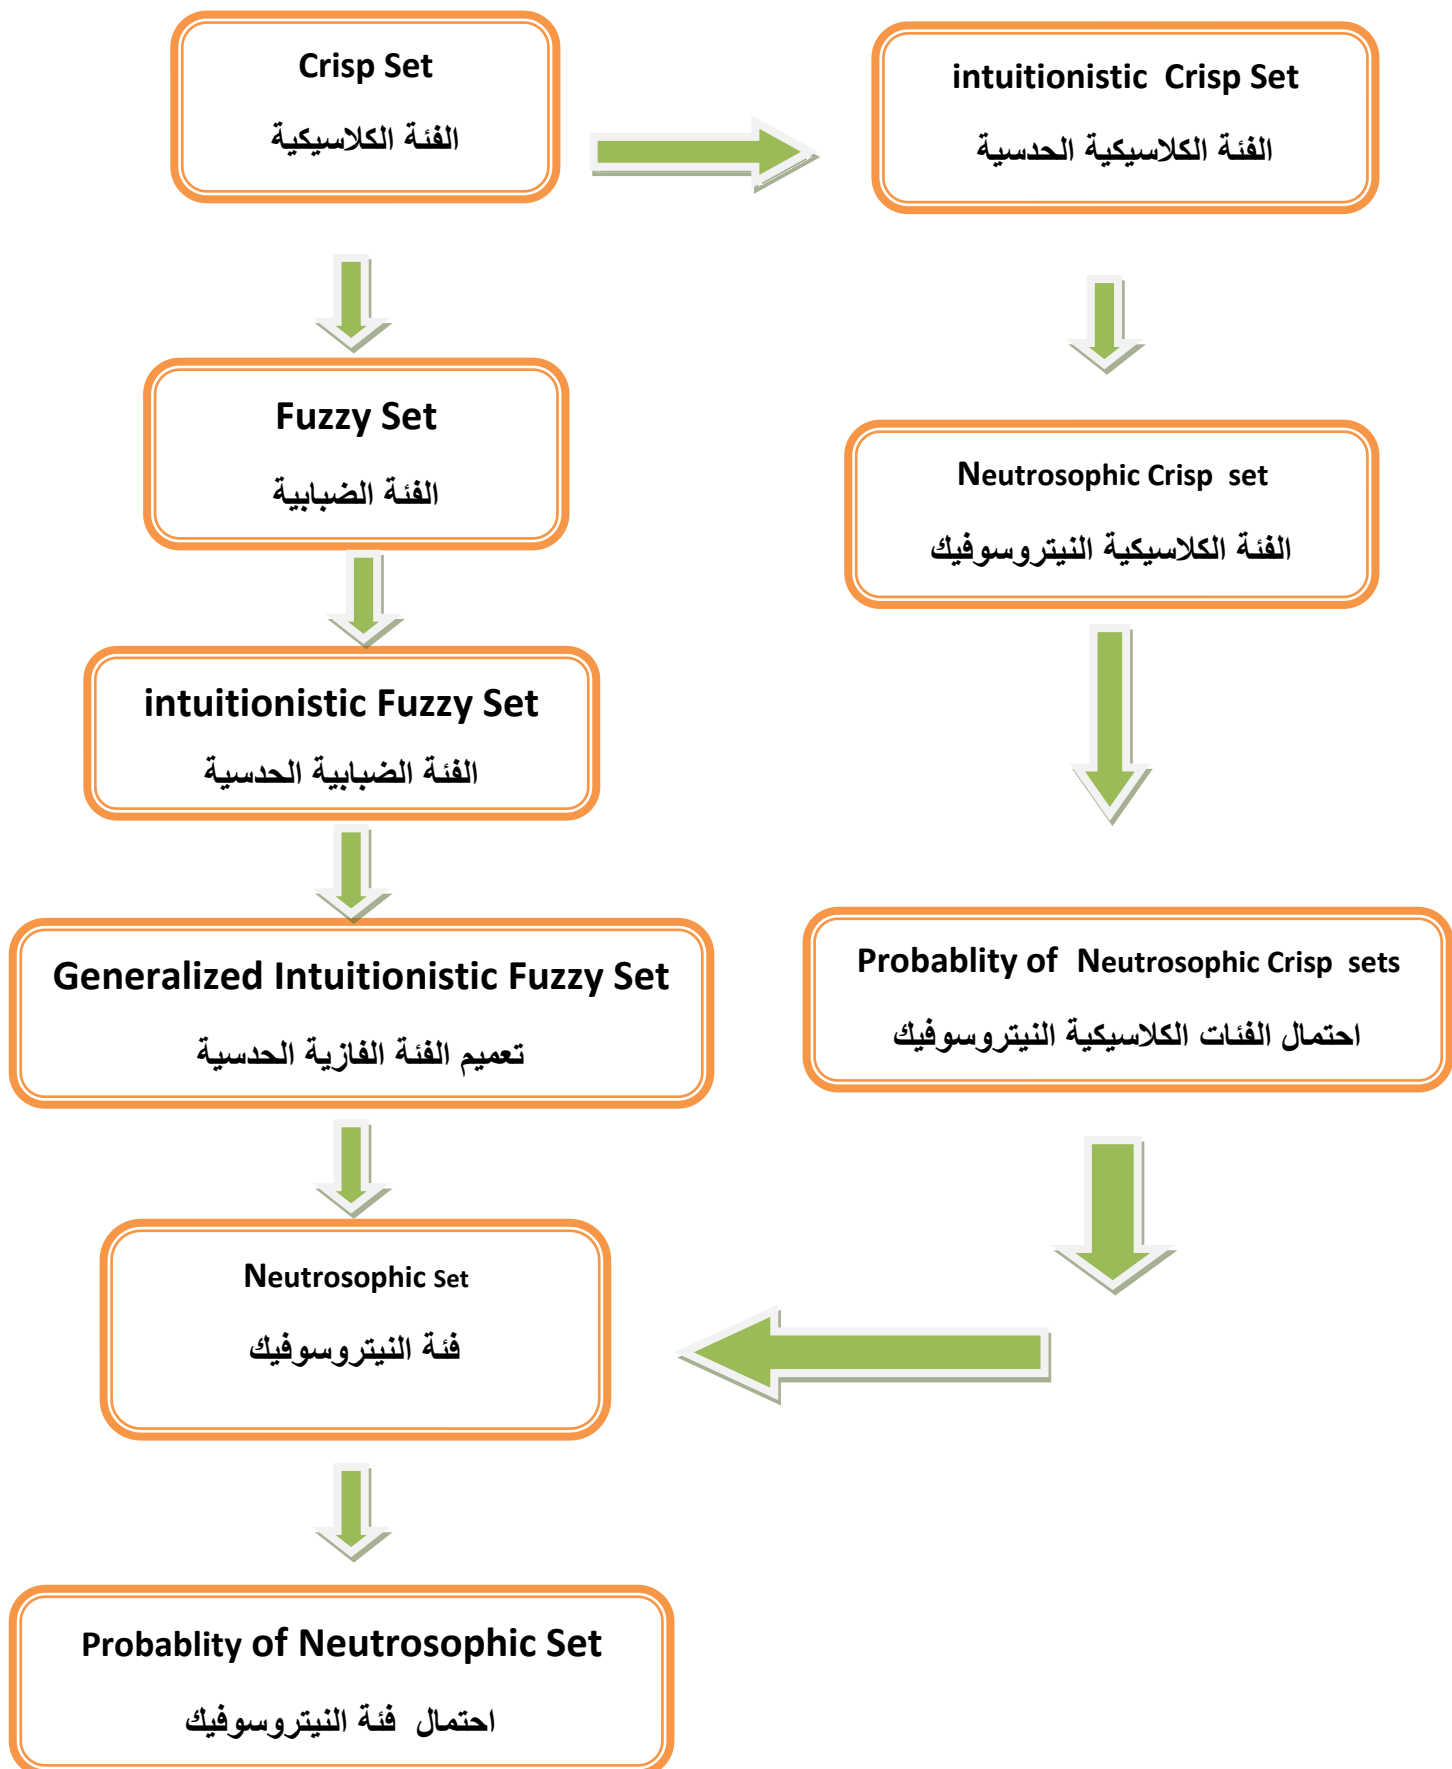 Crisp Set
الفئة الكلاسيكية
intuitionistic Crisp Set
الفئة الكلاسيكية الحدسية
Fuzzy Set
الفئة الضبابية
Neutrosophic Crisp set
الفئة الكلاسيكية النيتروسوفيك
intuitionistic Fuzzy Set
الفئة الضبابية الحدسية
Generalized Intuitionistic Fuzzy Set
تعميم الفئة الفازية الحدسية
Probablity of Neutrosophic Crisp sets
احتمال الفئات الكلاسيكية النيتروسوفيك
Neutrosophic Set
فئة النيتروسوفيك
Probablity of Neutrosophic Set
احتمال فئة النيتروسوفيك